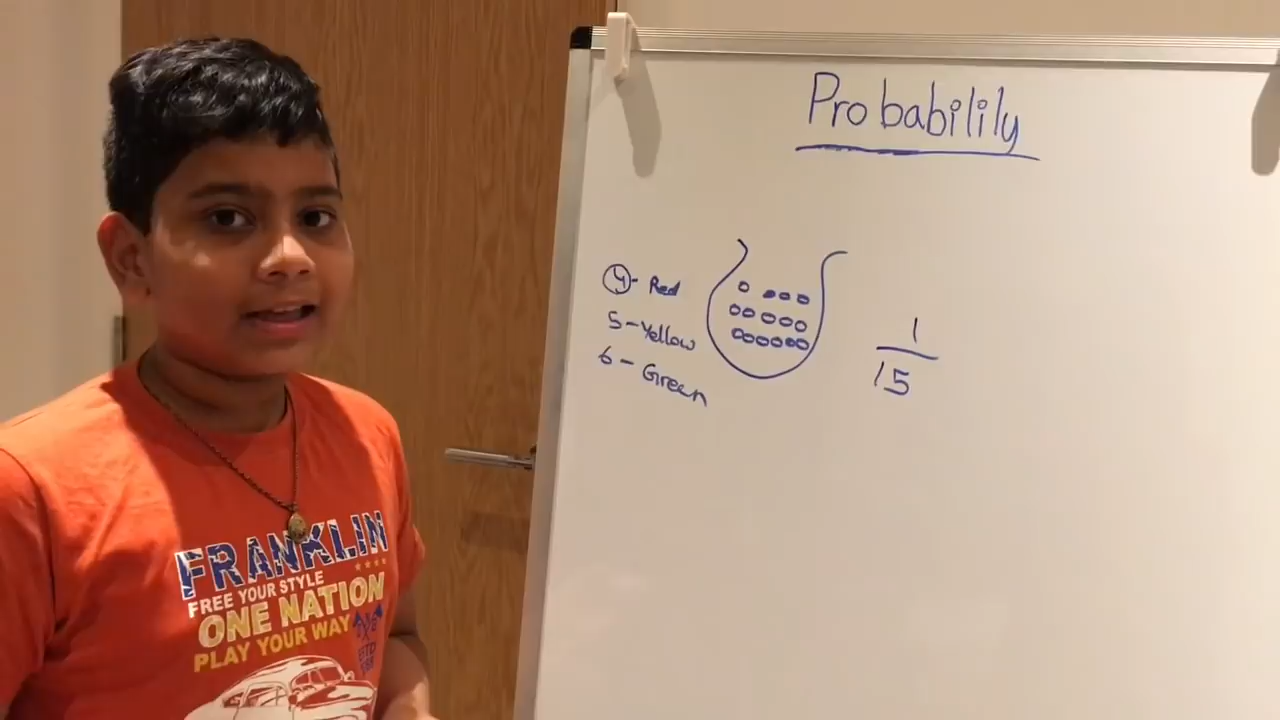 Probabilily
4- Red
5-Yellow
6- Green
1
15
FRANKLIN
FREE YOUR STYLE
ONE NATION
PLAY YOUR WAY